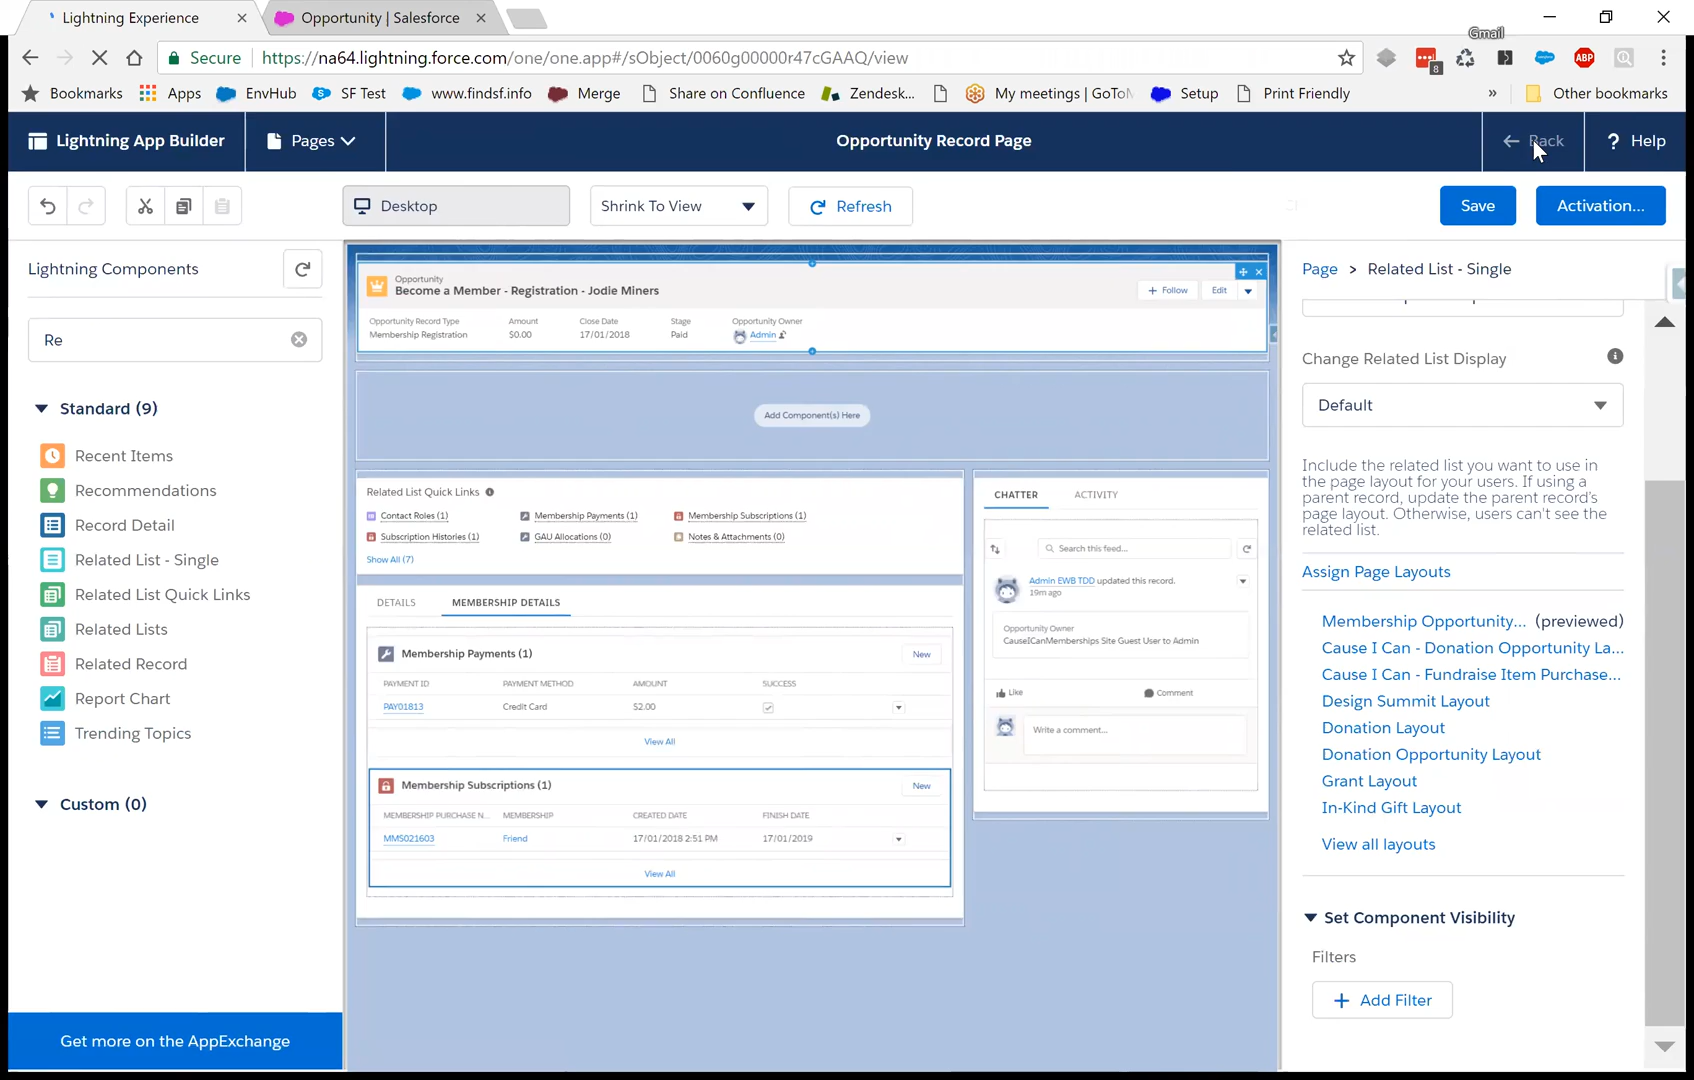 Lightning Experience
Opportunity | Salesforce
Gmail
Secure
https://na64.lightning.force.com/one/one.app#/sObject/0060g00000r47cGAAQ/view
8
ABP
Bookmarks
Apps
EnvHub
SF Test
www.findsf.info
Merge
Share on Confluence
Zendesk...
My meetings | GoToM
Setup
Print Friendly
»
Other bookmarks
Lightning App Builder
Pages
Opportunity Record Page
Back
? Help
Desktop
Shrink To View
Refresh
Save
Activation...
Lightning Components
Re
Standard (9)
Recent Items
Recommendations
Record Detail
Related List - Single
Related List Quick Links
Related Lists
Related Record
Report Chart
Trending Topics
Custom (0)
Get more on the AppExchange
Opportunity
Become a Member - Registration - Jodie Miners
+ Follow
Edit
Opportunity Record Type
Amount
Close Date
Stage
Opportunity Owner
Membership Registration
$0.00
17/01/2018
Paid
Admin
Add Component(s) Here
Related List Quick Links
Contact Roles (1)
Membership Payments (1)
Membership Subscriptions (1)
Subscription Histories (1)
GAU Allocations (0)
Notes & Attachments (0)
Show All (7)
DETAILS
MEMBERSHIP DETAILS
Membership Payments (1)
New
PAYMENT ID
PAYMENT METHOD
AMOUNT
SUCCESS
PAY01813
Credit Card
52.00
View All
Membership Subscriptions (1)
New
MEMBERSHIP PURCHASE N...
MEMBERSHIP
CREATED DATE
FINISH DATE
MMS021603
Friend
17/01/2018 2:51 PM
17/01/2019
View All
CHATTER
ACTIVITY
Search this feed...
Admin EWB TDD updated this record.
19m ago
Opportunity Owner
CauseICanMemberships Site Guest User to Admin
Like
Comment
Write a comment...
Page > Related List - Single
Change Related List Display
Default
Include the related list you want to use in
the page layout for your users. If using a
parent record, update the parent record's
page layout. Otherwise, users can't see the
related list.
Assign Page Layouts
Membership Opportunity... (previewed)
Cause I Can - Donation Opportunity La...
Cause I Can - Fundraise Item Purchase...
Design Summit Layout
Donation Layout
Donation Opportunity Layout
Grant Layout
In-Kind Gift Layout
View all layouts
Set Component Visibility
Filters
+ Add Filter